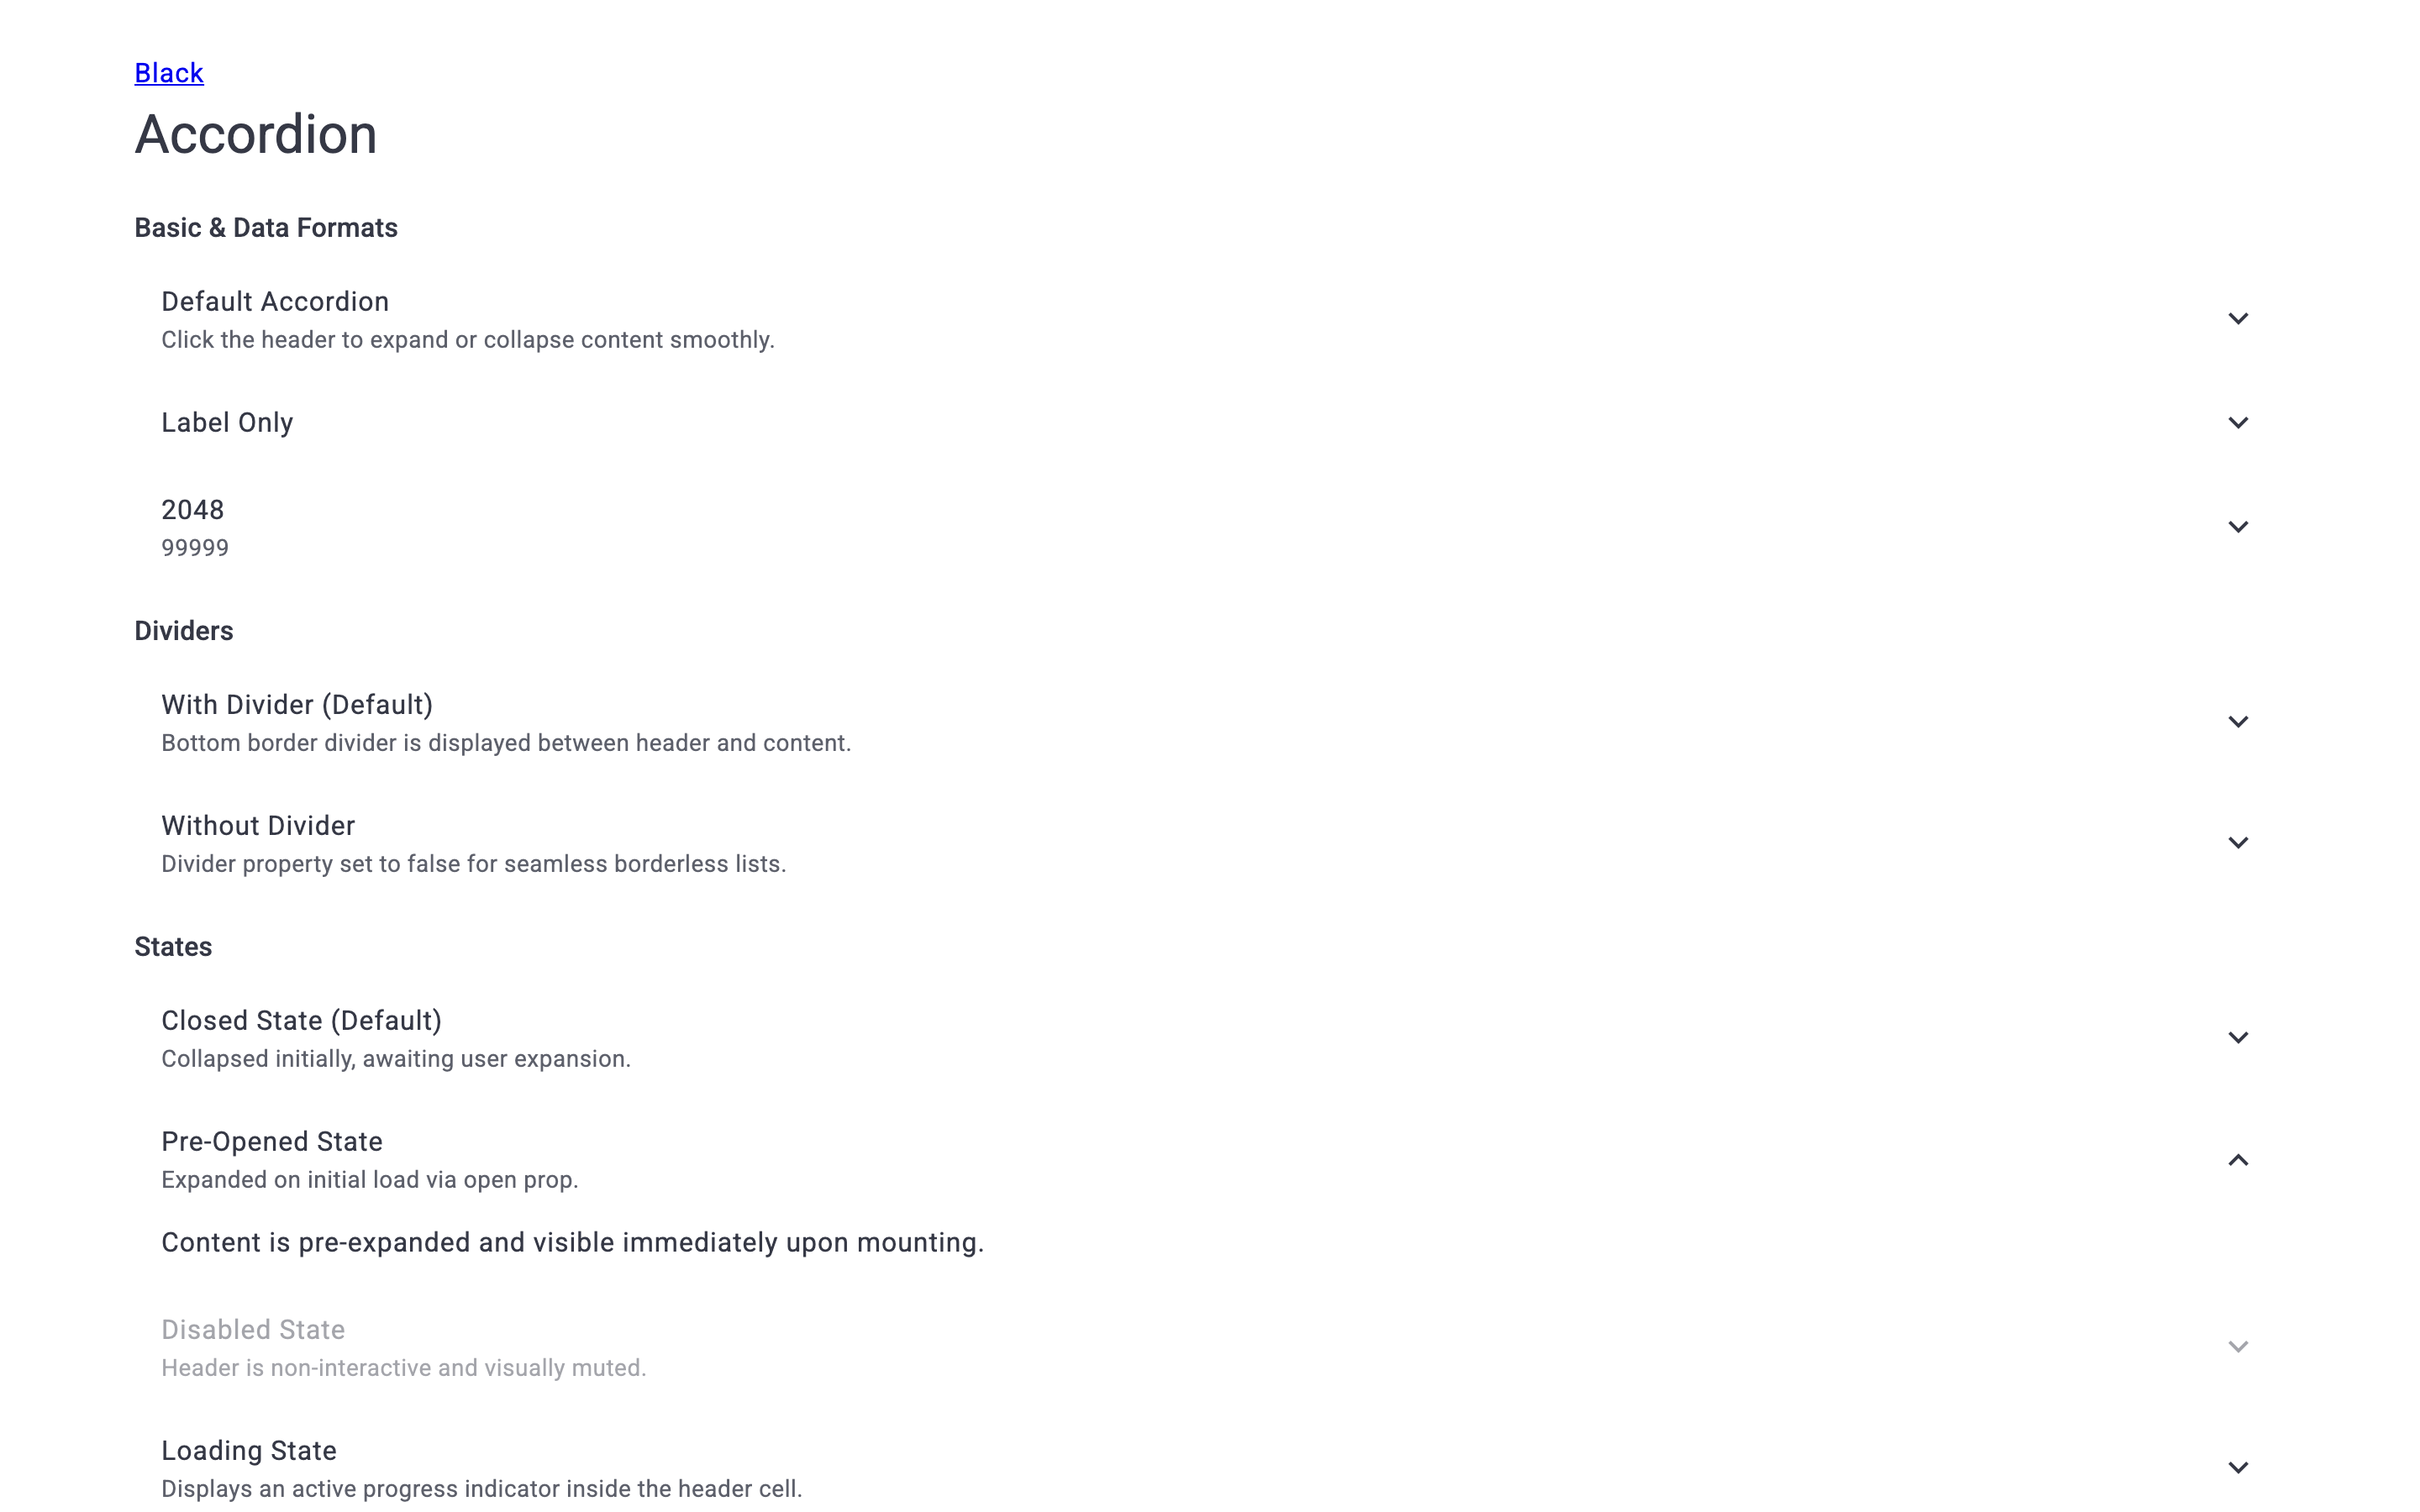 Black
Accordion
Basic & Data Formats
Default Accordion
Click the header to expand or collapse content smoothly.
Label Only
2048
99999
Dividers
With Divider (Default)
Bottom border divider is displayed between header and content.
Without Divider
Divider property set to false for seamless borderless lists.
States
Closed State (Default)
Collapsed initially, awaiting user expansion.
Pre-Opened State
Expanded on initial load via open prop.
Content is pre-expanded and visible immediately upon mounting.
Disabled State
Header is non-interactive and visually muted.
Loading State
Displays an active progress indicator inside the header cell.